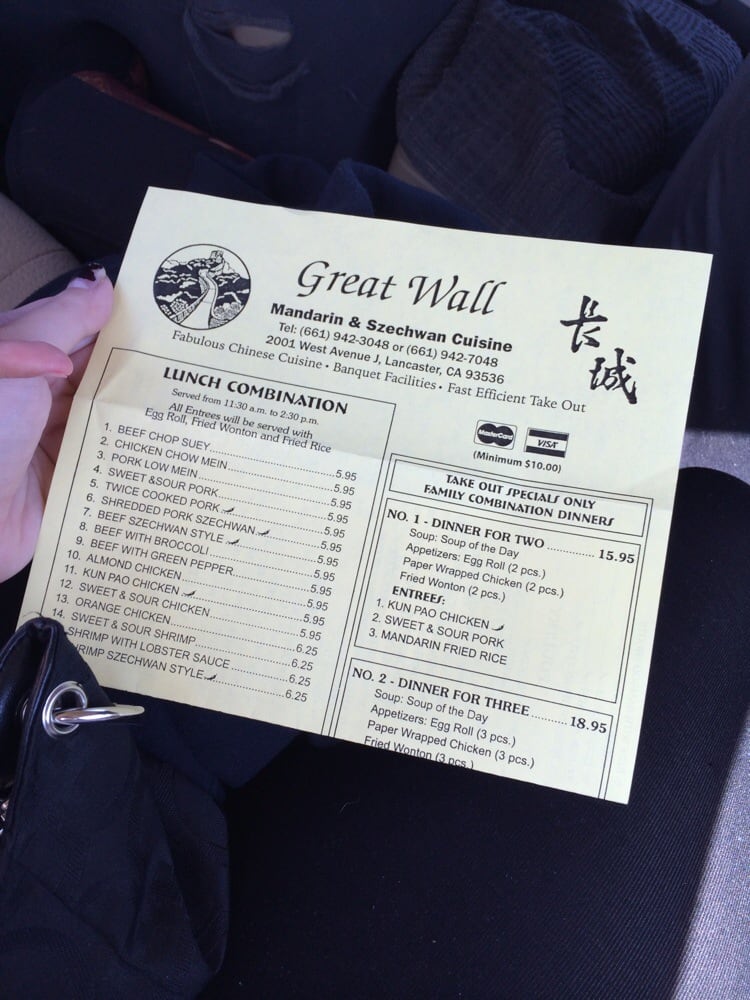 Great Wall
Mandarin & Szechwan Cuisine
Tel: (661) 942-3048 or (661) 942-7048
2001 West Avenue J, Lancaster, CA 93536
Fabulous Chinese Cuisine • Banquet Facilities • Fast Efficient Take Out
长城
LUNCH COMBINATION
Served from 11:30 a.m. to 2:30 p.m.
All Entrees will be served with
Egg Roll, Fried Wonton and Fried Rice
1. BEEF CHOP SUEY 5.95
2. CHICKEN CHOW MEIN 5.95
3. PORK LOW MEIN 5.95
4. SWEET &SOUR PORK 5.95
5. TWICE COOKED PORK 5.95
6. SHREDDED PORK SZECHWAN 5.95
7. BEEF SZECHWAN STYLE 5.95
8. BEEF WITH BROCCOLI 5.95
9. BEEF WITH GREEN PEPPER 5.95
10. ALMOND CHICKEN 5.95
11. KUN PAO CHICKEN 5.95
12. SWEET & SOUR CHICKEN 5.95
13. ORANGE CHICKEN 5.95
14. SWEET & SOUR SHRIMP 6.25
SHRIMP WITH LOBSTER SAUCE 6.25
SHRIMP SZECHWAN STYLE 6.25
MasterCard
VISA
(Minimum $10.00)
TAKE OUT SPECIALS ONLY
FAMILY COMBINATION DINNERS
NO. 1 - DINNER FOR TWO 15.95
Soup: Soup of the Day
Appetizers: Egg Roll (2 pcs.)
Paper Wrapped Chicken (2 pcs.)
Fried Wonton (2 pcs.)
ENTREES:
1. KUN PAO CHICKEN
2. SWEET & SOUR PORK
3. MANDARIN FRIED RICE
NO. 2 - DINNER FOR THREE 18.95
Soup: Soup of the Day
Appetizers: Egg Roll (3 pcs.)
Paper Wrapped Chicken (3 pcs.)
Fried Wonton (3 pcs.)